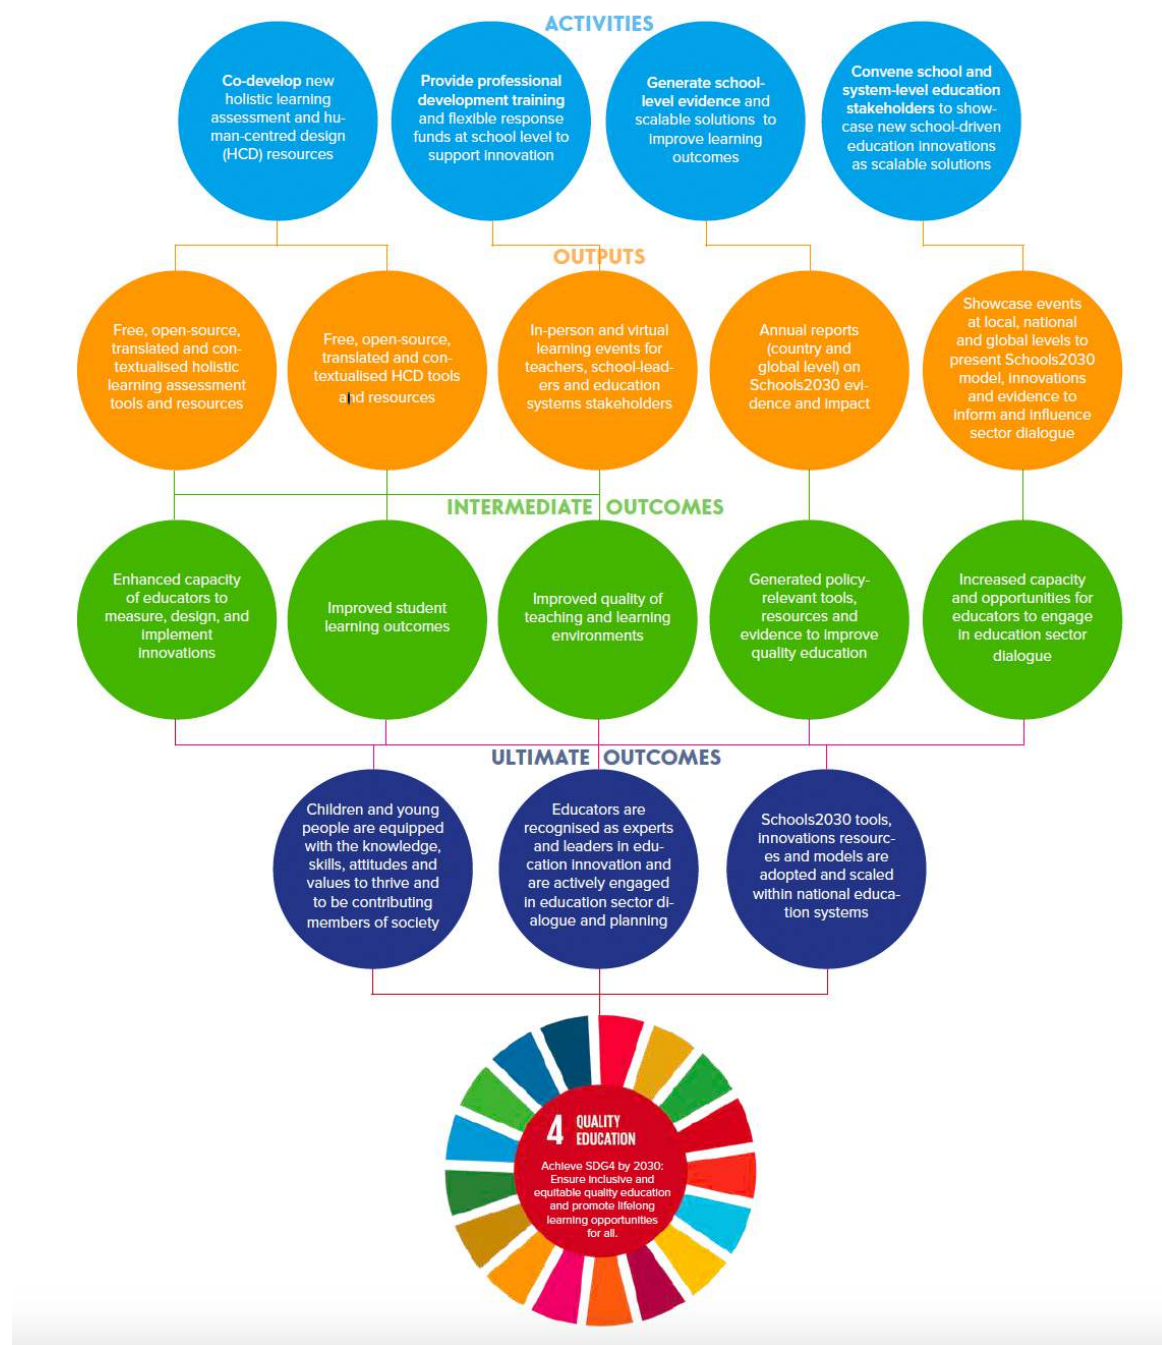 ACTIVITIES
Co-develop new
holistic learning
assessment and hu-
man-centred design
(HCD) resources
Provide professional
development training
and flexible response
funds at school level to
support innovation
Generate school-
level evidence and
scalable solutions to
improve learning
outcomes
Convene school and
system-level education
stakeholders to show-
case new school-driven
education innovations
as scalable solutions
OUTPUTS
Free, open-source,
translated and con-
textualised holistic
learning assessment
tools and resources
Free, open-source,
translated and con-
textualised HCD tools
and resources
In-person and virtual
learning events for
teachers, school-lead-
ers and education
systems stakeholders
Annual reports
(country and
global level) on
Schools2030 evi-
dence and impact
Showcase events
at local, national
and global levels to
present Schools2030
model, innovations
and evidence to
inform and influence
sector dialogue
INTERMEDIATE OUTCOMES
Enhanced capacity
of educators to
measure, design, and
implement
innovations
Improved student
learning outcomes
Improved quality of
teaching and learning
environments
Generated policy-
relevant tools,
resources and
evidence to improve
quality education
Increased capacity
and opportunities for
educators to engage
in education sector
dialogue
ULTIMATE OUTCOMES
Children and young
people are equipped
with the knowledge,
skills, attitudes and
values to thrive and
to be contributing
members of society
Educators are
recognised as experts
and leaders in edu-
cation innovation and
are actively engaged
in education sector di-
alogue and planning
Schools2030 tools,
innovations resourc-
es and models are
adopted and scaled
within national educa-
tion systems
4 QUALITY
EDUCATION
Achieve SDG4 by 2030:
Ensure inclusive and
equitable quality education
and promote lifelong
learning opportunities
for all.